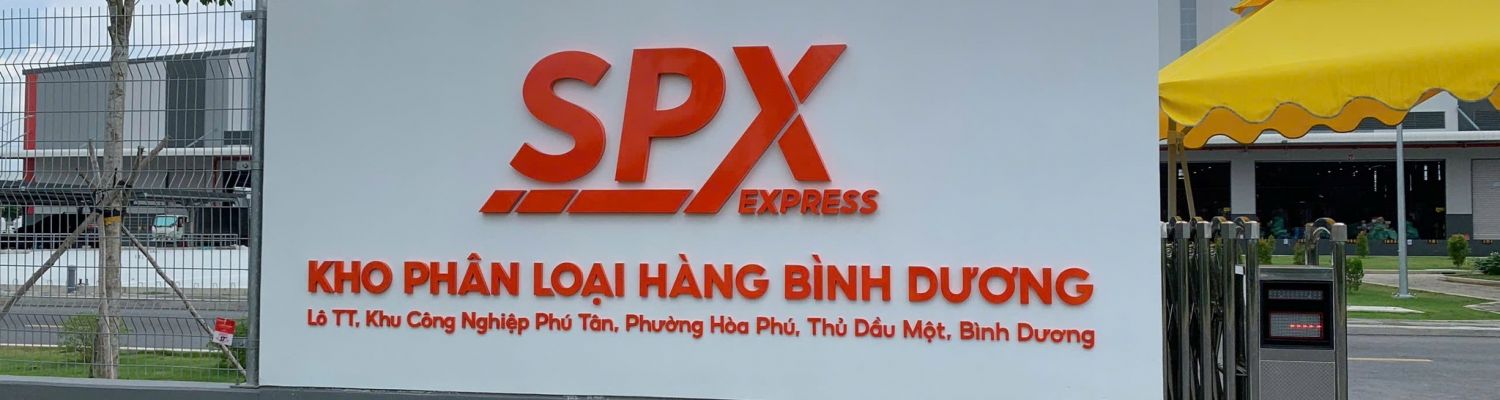 SPX
EXPRESS
KHO PHÂN LOẠI HÀNG BÌNH DƯƠNG
Lô TT, Khu Công Nghiệp Phú Tân, Phường Hòa Phú, Thủ Dầu Một, Bình Dương